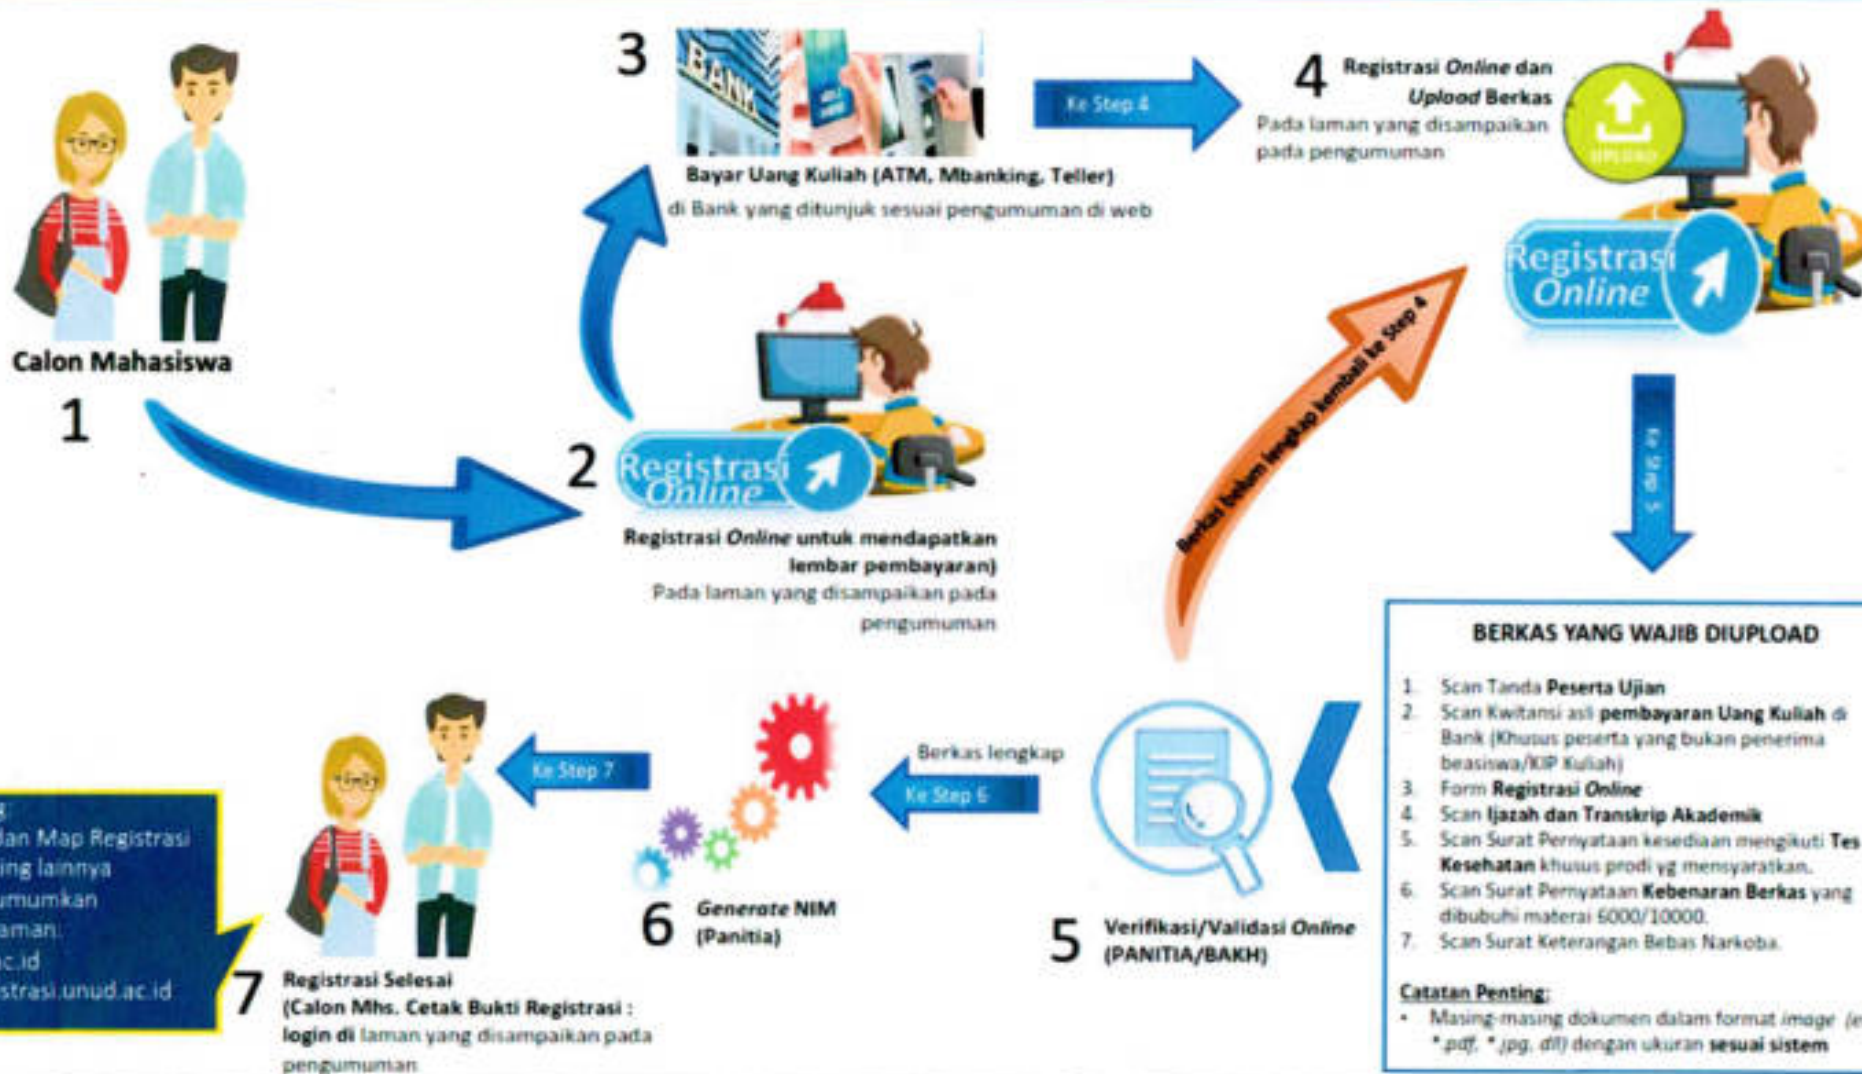 Calon Mahasiswa
1
2
Registrasi
Online
Registrasi Online untuk mendapatkan
lembar pembayaran)
Pada laman yang disampaikan pada
pengumuman
3
BANK
Bayar Uang Kuliah (ATM, Mbanking, Teller)
di Bank yang ditunjuk sesuai pengumuman di web
Ke Step 4
4
Registrasi Online dan
Upload Berkas
Pada laman yang disampaikan
pada pengumuman
UPLOAD
Registrasi
Online
Ke Step 5
Berkas belum lengkap kembali ke Step 4
BERKAS YANG WAJIB DIUPLOAD
1. Scan Tanda Peserta Ujian
2. Scan Kwitansi asli pembayaran Uang Kuliah di
Bank (Khusus peserta yang bukan penerima
beasiswa/KIP Kuliah)
3. Form Registrasi Online
4. Scan Ijazah dan Transkrip Akademik
5. Scan Surat Pernyataan kesediaan mengikuti Tes
Kesehatan khusus prodi yg mensyaratkan.
6. Scan Surat Pernyataan Kebenaran Berkas yang
dibubuhi materai 6000/10000.
7. Scan Surat Keterangan Bebas Narkoba.
Catatan Penting:
• Masing-masing dokumen dalam format image (e
*.pdf, *.jpg, dll) dengan ukuran sesuai sistem
5
Verifikasi/Validasi Online
(PANITIA/BAKH)
Berkas lengkap
Ke Step 6
6
Generate NIM
(Panitia)
Ke Step 7
7
Registrasi Selesai
(Calon Mhs. Cetak Bukti Registrasi :
login di laman yang disampaikan pada
pengumuman
g:
dan Map Registrasi
ing lainnya
umumkan
aman:
ac.id
strasi.unud.ac.id